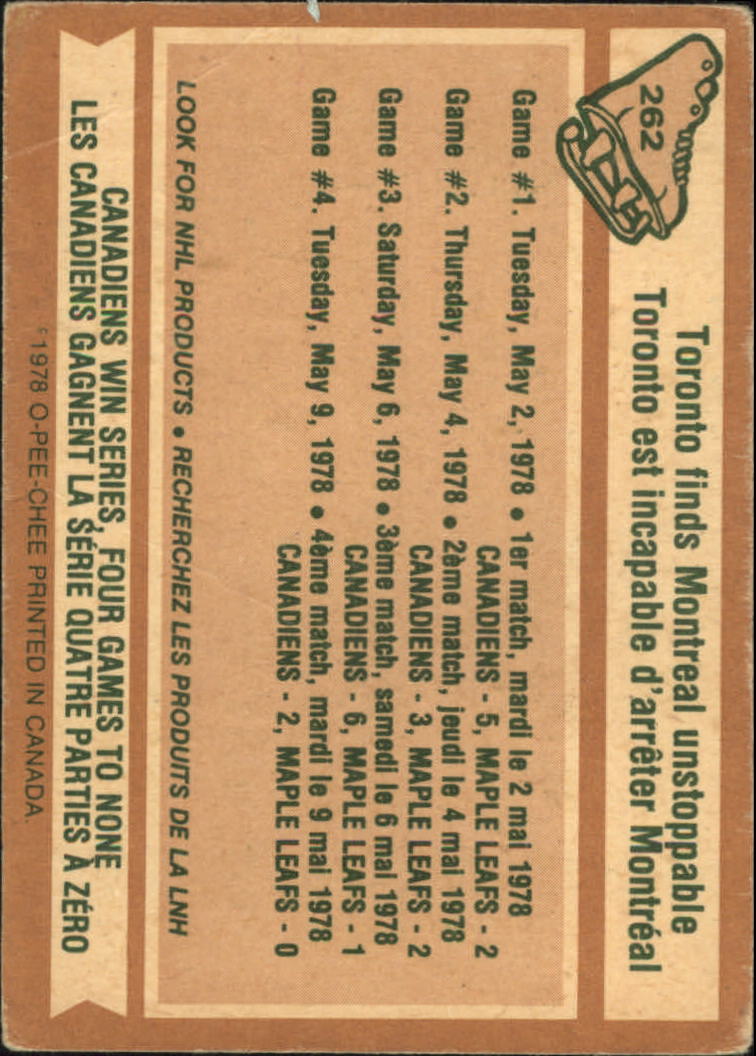 262
Toronto finds Montreal unstoppable
Toronto est incapable d'arrêter Montréal
Game #1. Tuesday, May 2, 1978 • 1er match, mardi le 2 mai 1978
CANADIENS - 5, MAPLE LEAFS - 2
Game #2. Thursday, May 4, 1978 • 2ème match, jeudi le 4 mai 1978
CANADIENS - 3, MAPLE LEAFS - 2
Game #3. Saturday, May 6, 1978 • 3ème match, samedi le 6 mai 1978
CANADIENS - 6, MAPLE LEAFS - 1
Game #4. Tuesday, May 9, 1978 • 4ème match, mardi le 9 mai 1978
CANADIENS - 2, MAPLE LEAFS - 0
LOOK FOR NHL PRODUCTS • RECHERCHEZ LES PRODUITS DE LA LNH
CANADIENS WIN SERIES, FOUR GAMES TO NONE
LES CANADIENS GAGNENT LA SÉRIE QUATRE PARTIES À ZÉRO
©1978 O-PEE-CHEE PRINTED IN CANADA.